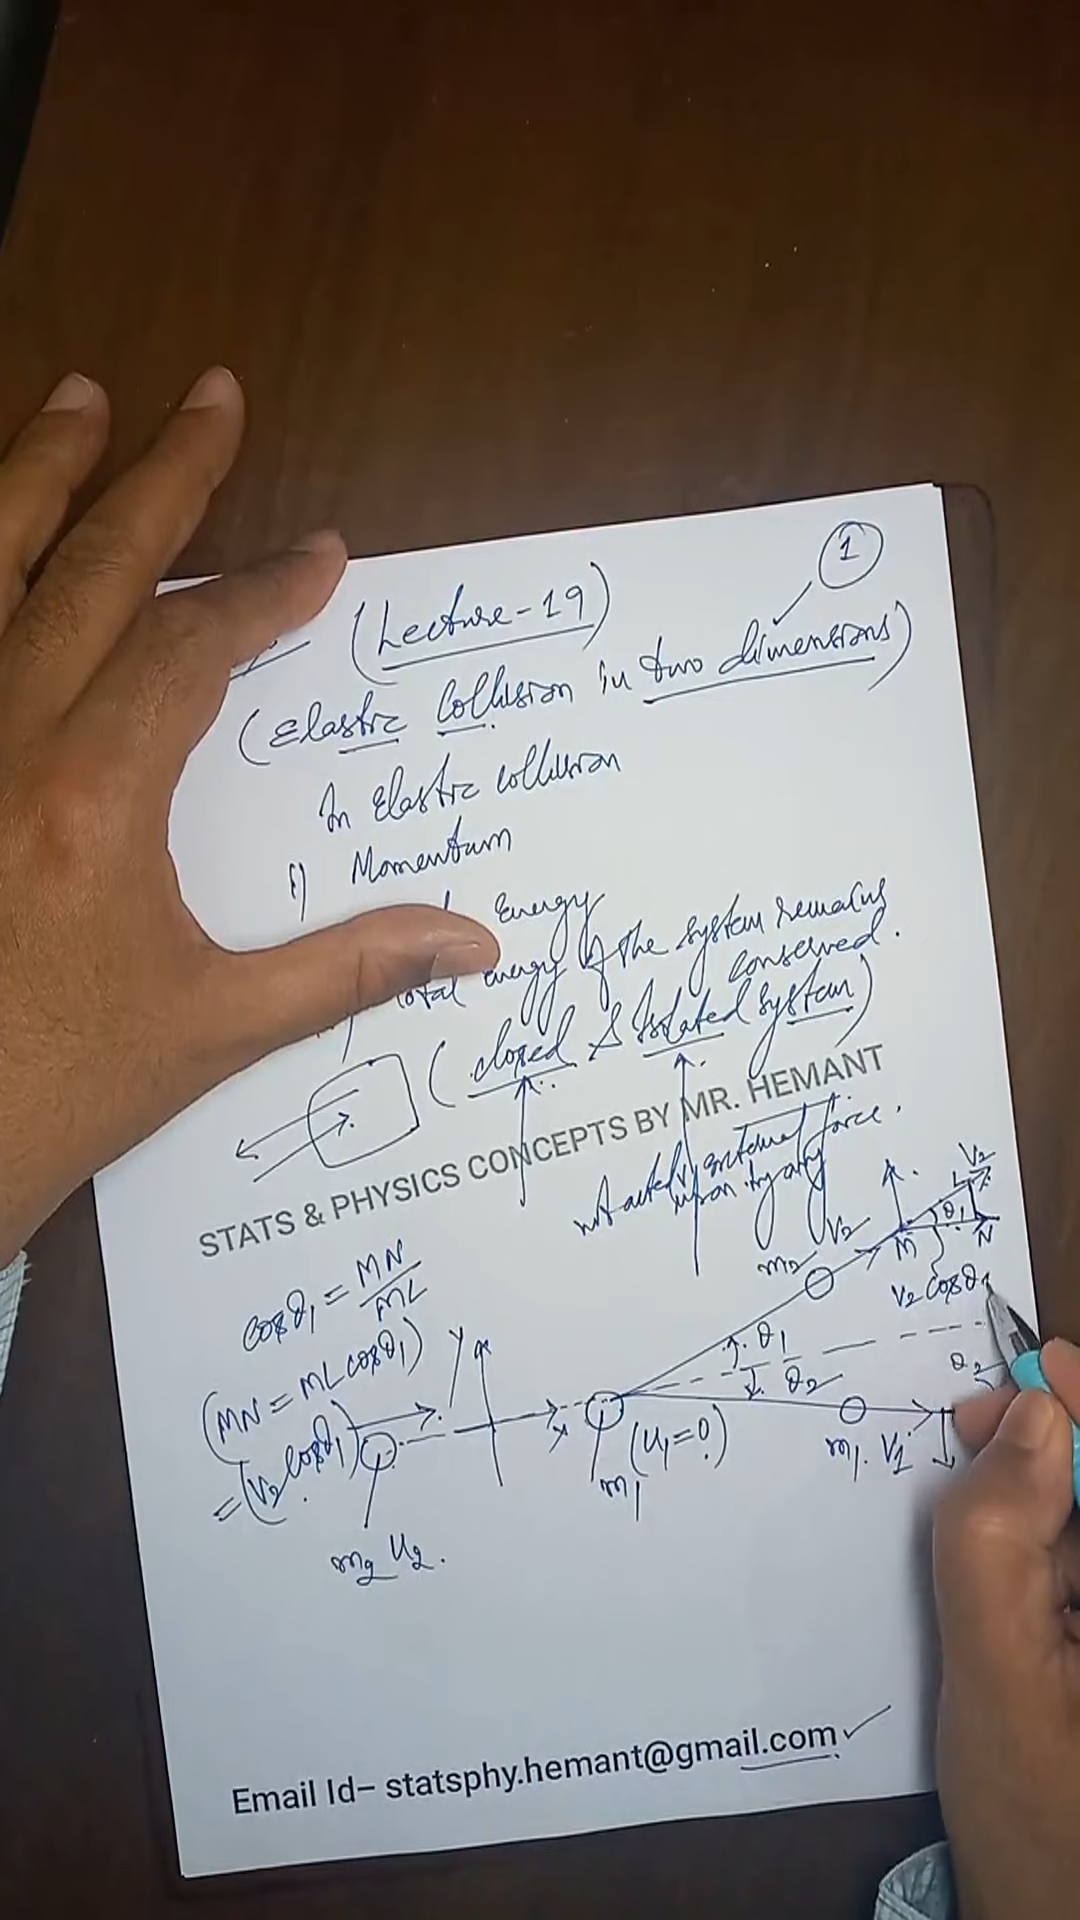 1
(Lecture-19)
(Elastic Collision in two dimensions)
In Elastic collision
i) Momentum
Energy
energy of the system remains
conserved.
(closed & Isolated system)
STATS & PHYSICS CONCEPTS BY MR. HEMANT
not acted upon by any external force.
cosθ1 = MN/ML
(MN = ML cosθ1)
= (V2 cosθ1)
Y
X
m2 U2.
m1
(U1=0)
θ1
θ2
m2 V2
m1. V1
M
L
N
V2
θ1
V2 cosθ1
θ2
Email Id– statsphy.hemant@gmail.com